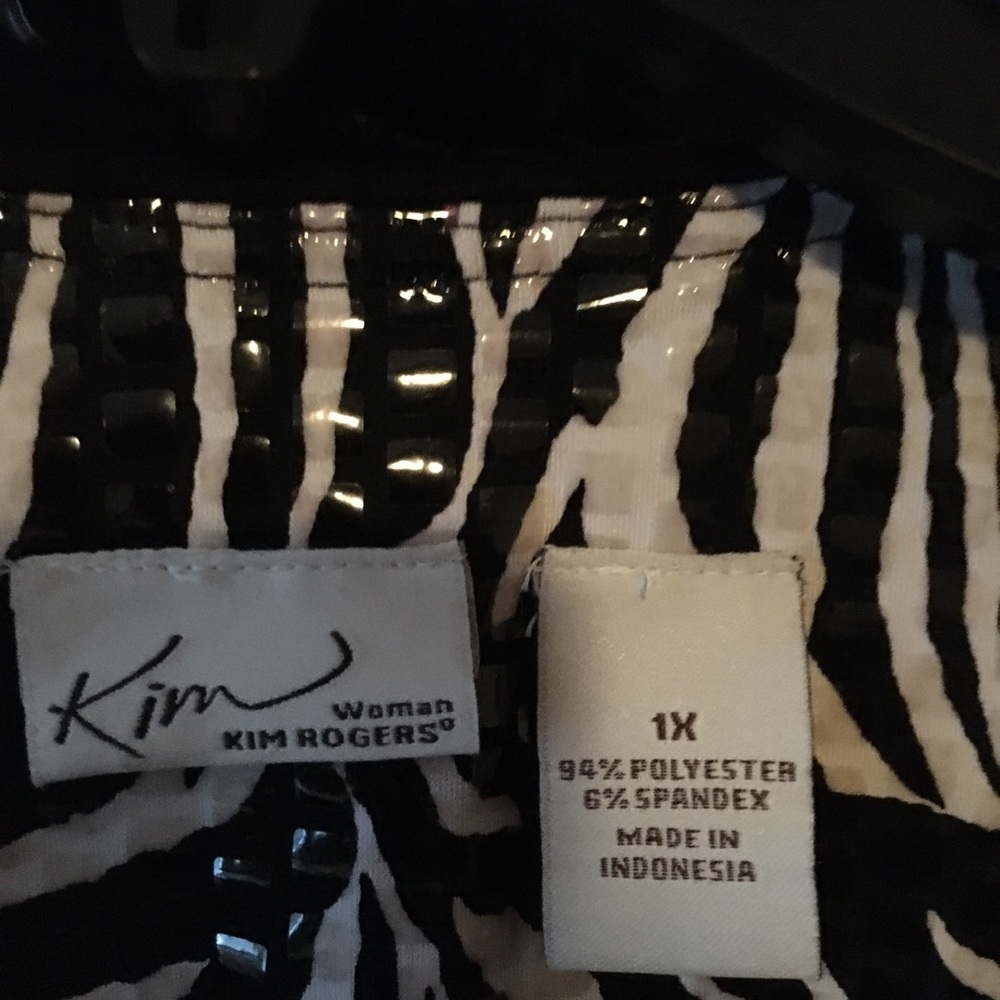 Kim
Woman
KIM ROGERS®
1X
94% POLYESTER
6% SPANDEX
MADE IN
INDONESIA